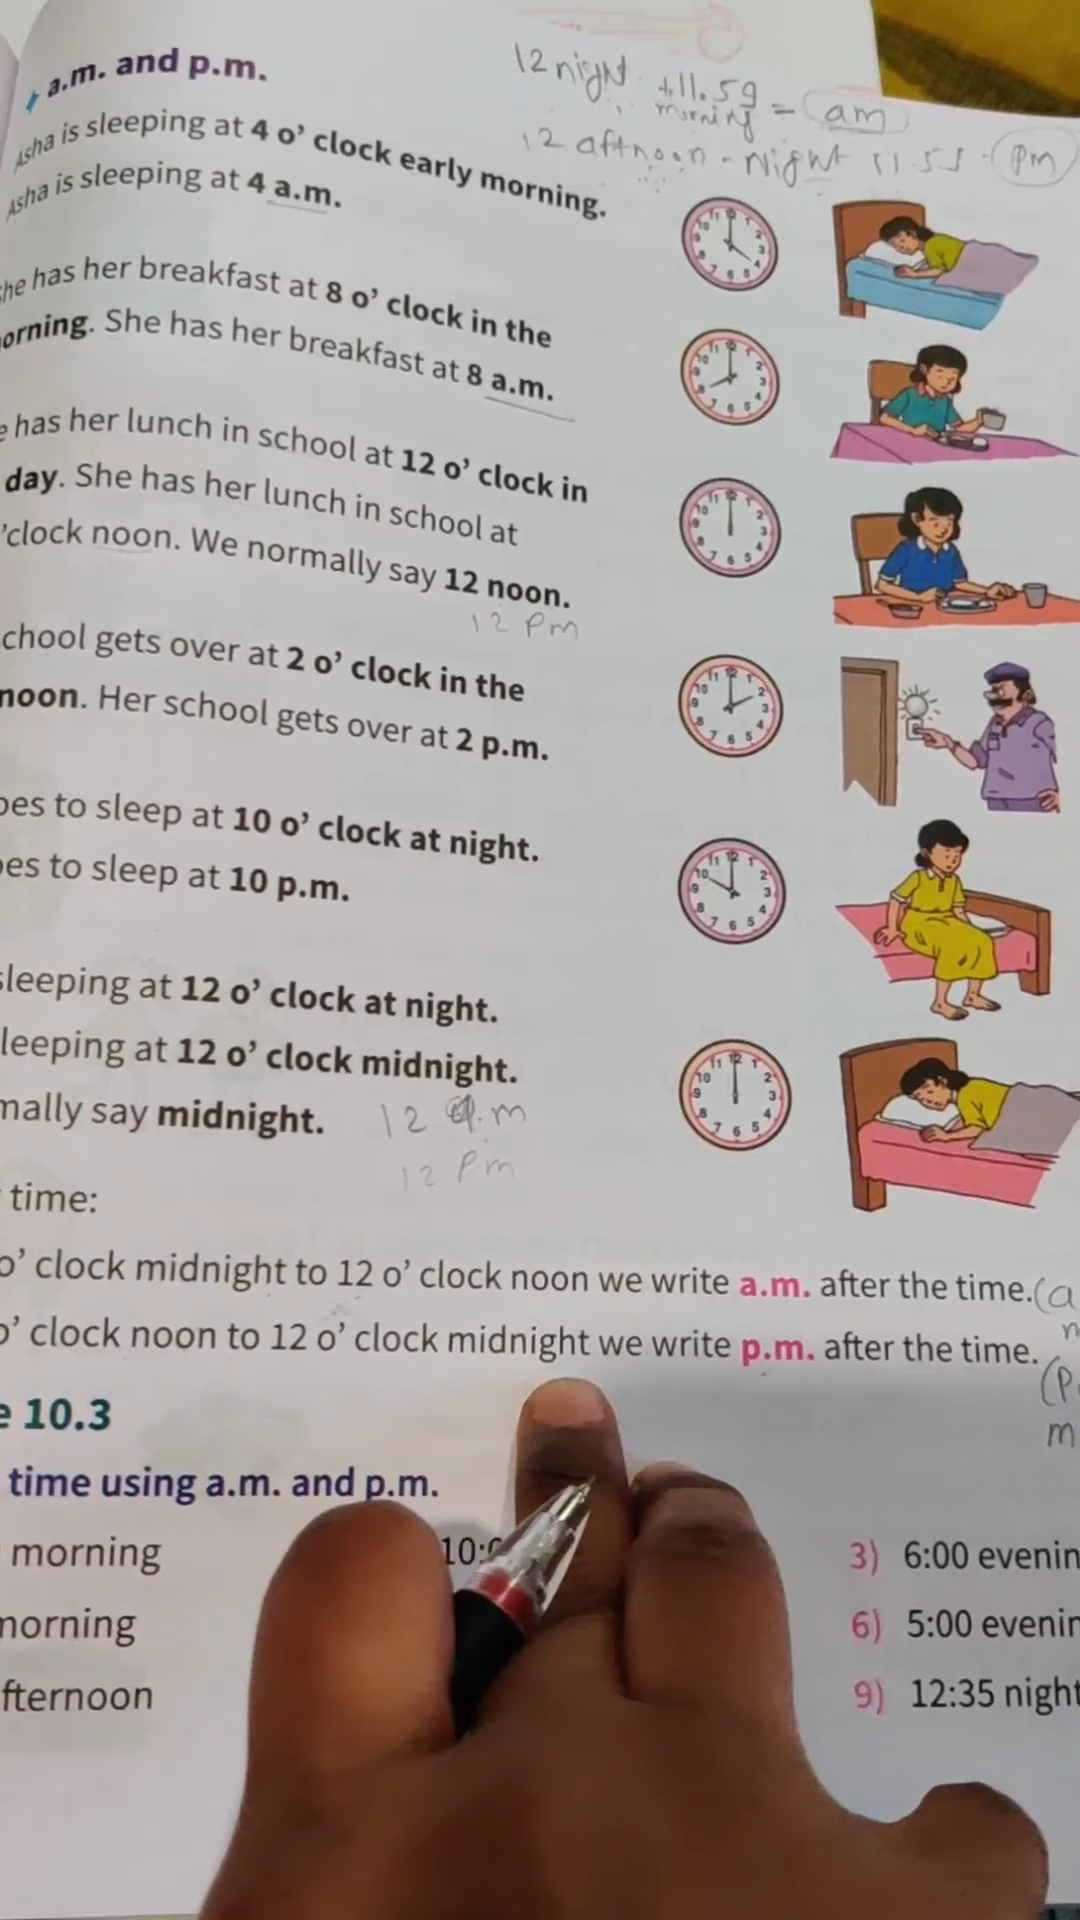 a.m. and p.m.
12 night 11.59 morning = am
12 aftnoon - Night 11.59 pm
Asha is sleeping at 4 o' clock early morning.
Asha is sleeping at 4 a.m.
he has her breakfast at 8 o' clock in the
orning. She has her breakfast at 8 a.m.
has her lunch in school at 12 o' clock in
day. She has her lunch in school at
'clock noon. We normally say 12 noon.
12 pm
chool gets over at 2 o' clock in the
noon. Her school gets over at 2 p.m.
oes to sleep at 10 o' clock at night.
oes to sleep at 10 p.m.
sleeping at 12 o' clock at night.
leeping at 12 o' clock midnight.
mally say midnight.
12 a.m
12 pm
time:
o' clock midnight to 12 o' clock noon we write a.m. after the time. (a
o' clock noon to 12 o' clock midnight we write p.m. after the time.
(P
m
e 10.3
time using a.m. and p.m.
morning 10: 3) 6:00 evenin
morning 6) 5:00 evenin
fternoon 9) 12:35 night